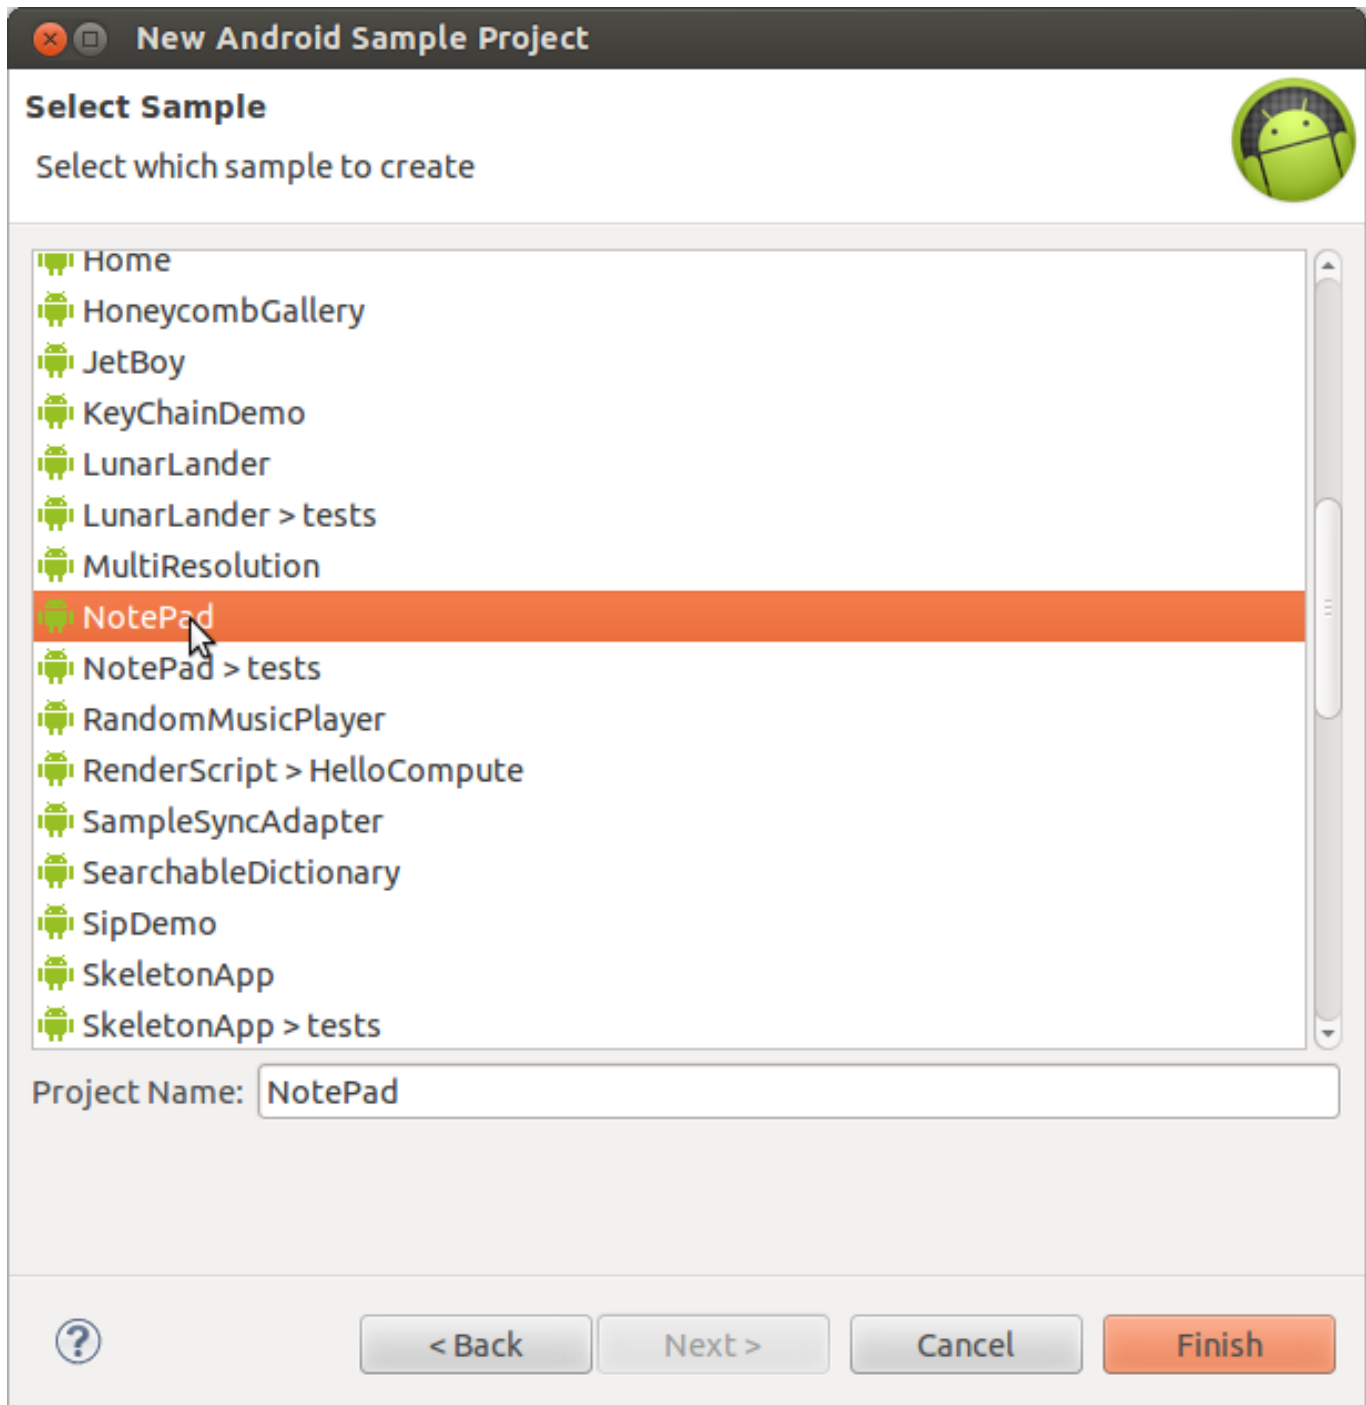 New Android Sample Project
Select Sample
Select which sample to create
Home
HoneycombGallery
JetBoy
KeyChainDemo
LunarLander
LunarLander > tests
MultiResolution
NotePad
NotePad > tests
RandomMusicPlayer
RenderScript > HelloCompute
SampleSyncAdapter
SearchableDictionary
SipDemo
SkeletonApp
SkeletonApp > tests
Project Name: NotePad
? < Back Next > Cancel Finish